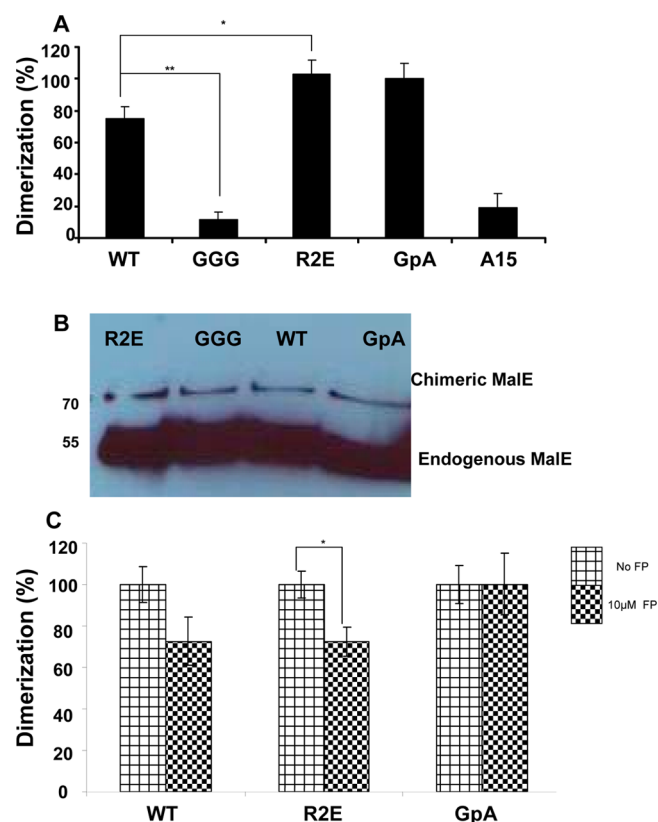 A
*
**
Dimerization (%)
120
100
80
60
40
20
0
WT GGG R2E GpA A15
B
R2E GGG WT GpA
Chimeric MalE
70
55
Endogenous MalE
C
Dimerization (%)
120
100
80
60
40
20
0
*
No FP
10µM FP
WT R2E GpA